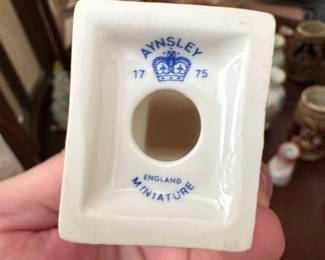 AYNSLEY
17 75
ENGLAND
MINIATURE